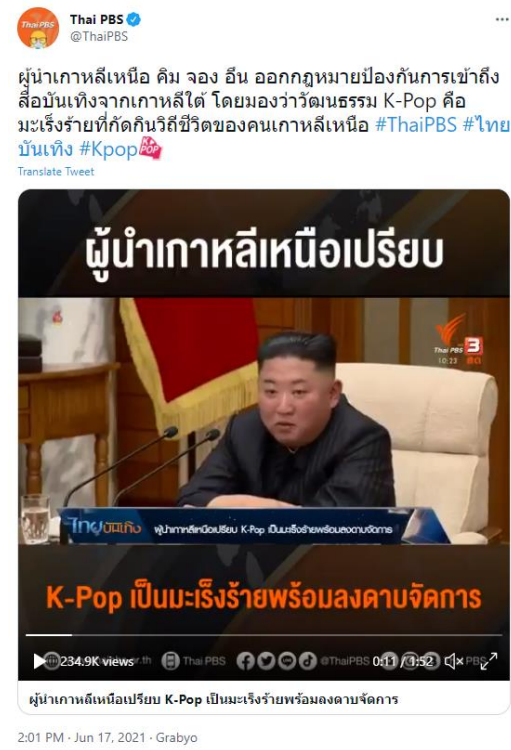 Thai PBS
@ThaiPBS
ผู้นำเกาหลีเหนือ คิม จอง อึน ออกกฎหมายป้องกันการเข้าถึง
สื่อบันเทิงจากเกาหลีใต้ โดยมองว่าวัฒนธรรม K-Pop คือ
มะเร็งร้ายที่กัดกินวิถีชีวิตของคนเกาหลีเหนือ #ThaiPBS #ไทย
บันเทิง #Kpop
Translate Tweet
ผู้นำเกาหลีเหนือเปรียบ
Thai PBS 3
10:23 สด
ไทยบันเทิง ผู้นำเกาหลีเหนือเปรียบ K-Pop เป็นมะเร็งร้ายพร้อมลงดาบจัดการ
K-Pop เป็นมะเร็งร้ายพร้อมลงดาบจัดการ
234.9K views Thai PBS @ThaiPBS 0:11 / 1:52
ผู้นำเกาหลีเหนือเปรียบ K-Pop เป็นมะเร็งร้ายพร้อมลงดาบจัดการ
2:01 PM · Jun 17, 2021 · Grabyo